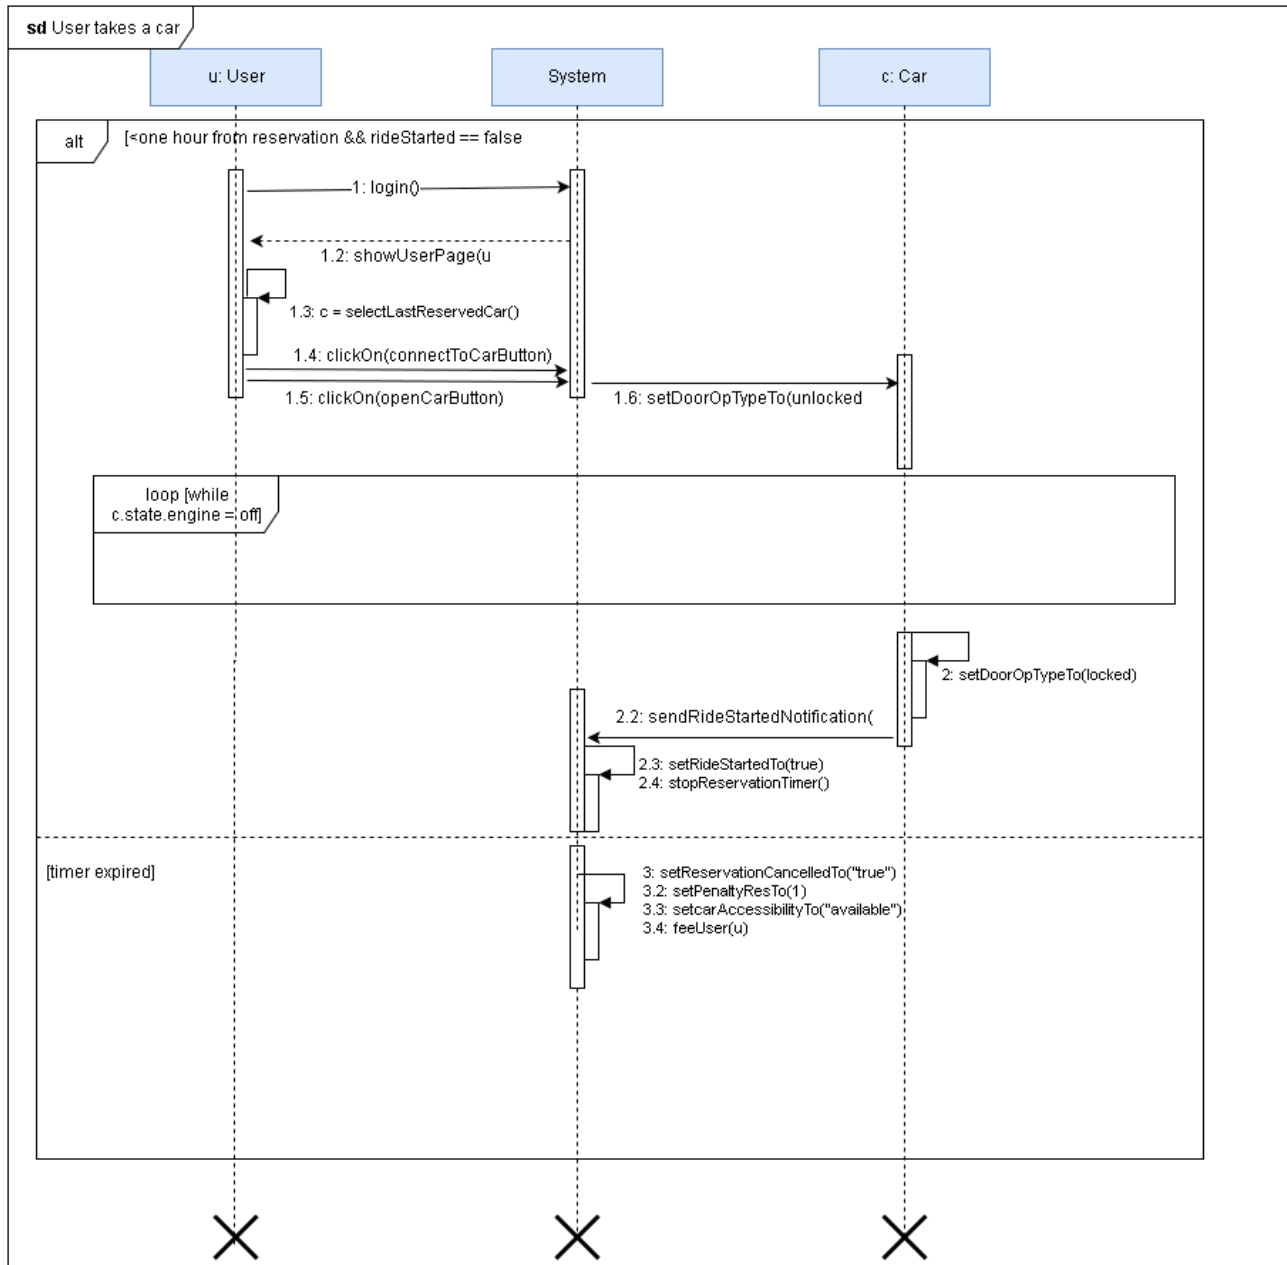 sd User takes a car
u: User
System
c: Car
alt
[<one hour from reservation && rideStarted == false
1: login()
1.2: showUserPage(u
1.3: c = selectLastReservedCar()
1.4: clickOn(connectToCarButton)
1.5: clickOn(openCarButton)
1.6: setDoorOpTypeTo(unlocked
loop [while
c.state.engine = off]
2: setDoorOpTypeTo(locked)
2.2: sendRideStartedNotification(
2.3: setRideStartedTo(true)
2.4: stopReservationTimer()
[timer expired]
3: setReservationCancelledTo("true")
3.2: setPenaltyResTo(1)
3.3: setcarAccessibilityTo("available")
3.4: feeUser(u)